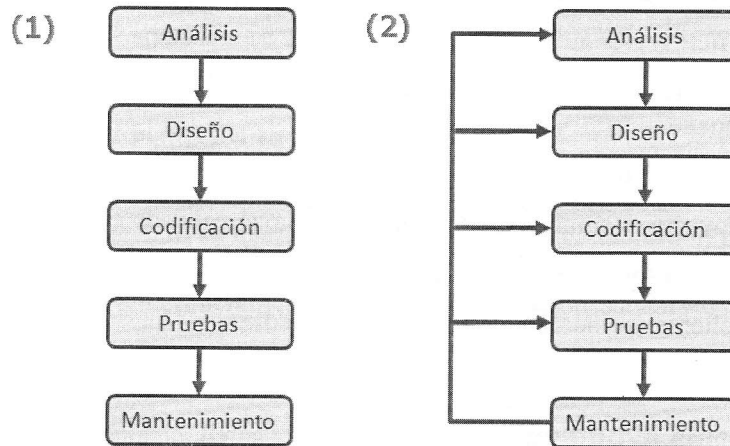 (1)
Análisis
Diseño
Codificación
Pruebas
Mantenimiento
(2)
Análisis
Diseño
Codificación
Pruebas
Mantenimiento